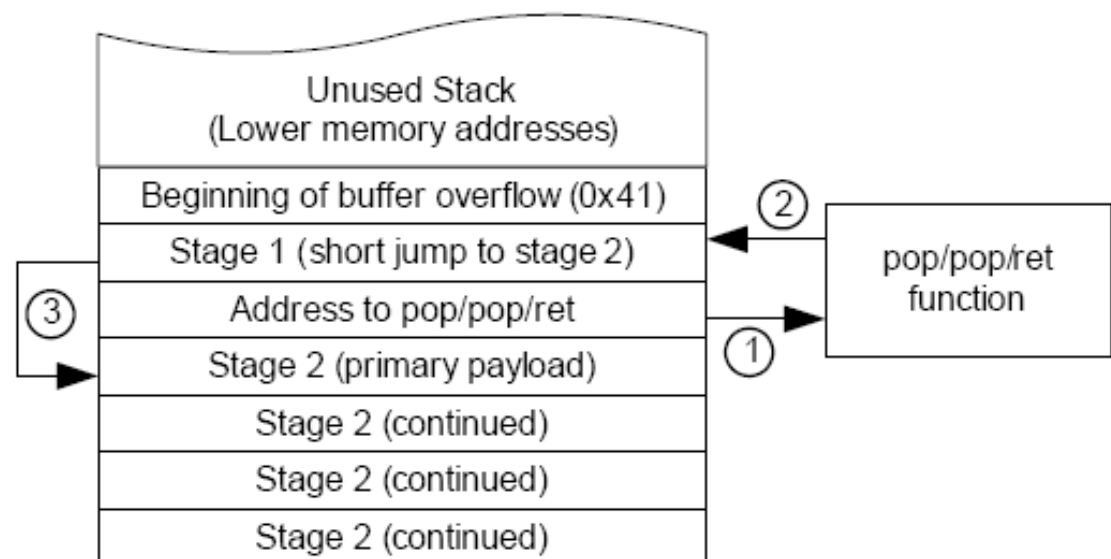 Unused Stack
(Lower memory addresses)
Beginning of buffer overflow (0x41)
2
Stage 1 (short jump to stage 2)
pop/pop/ret
function
3
Address to pop/pop/ret
1
Stage 2 (primary payload)
Stage 2 (continued)
Stage 2 (continued)
Stage 2 (continued)